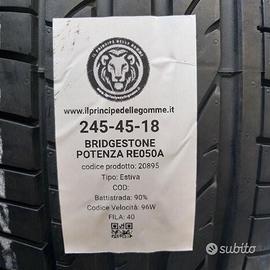 IL PRINCIPE DELLE GOMME
www.ilprincipedellegomme.it
245-45-18
BRIDGESTONE
POTENZA RE050A
codice prodotto: 20895
Tipo: Estiva
COD:
Battistrada: 90%
Codice Velocità: 96W
FILA: 40
subito